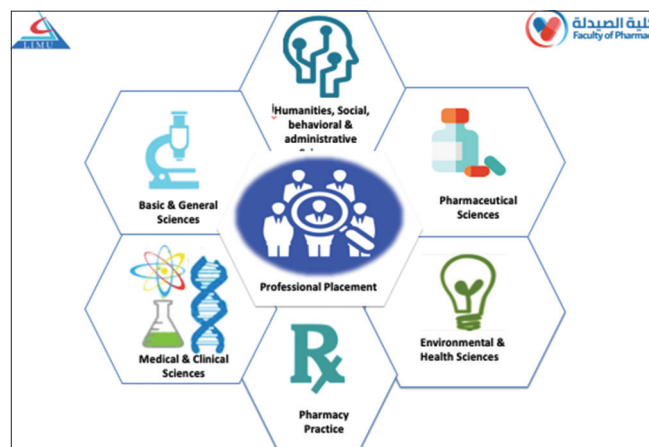 LIMU
كلية الصيدلة
Faculty of Pharmac
Humanities, Social,
behavioral &
administrative
Basic & General
Sciences
Pharmaceutical
Sciences
Professional Placement
Medical & Clinical
Sciences
Environmental &
Health Sciences
Rx
Pharmacy
Practice